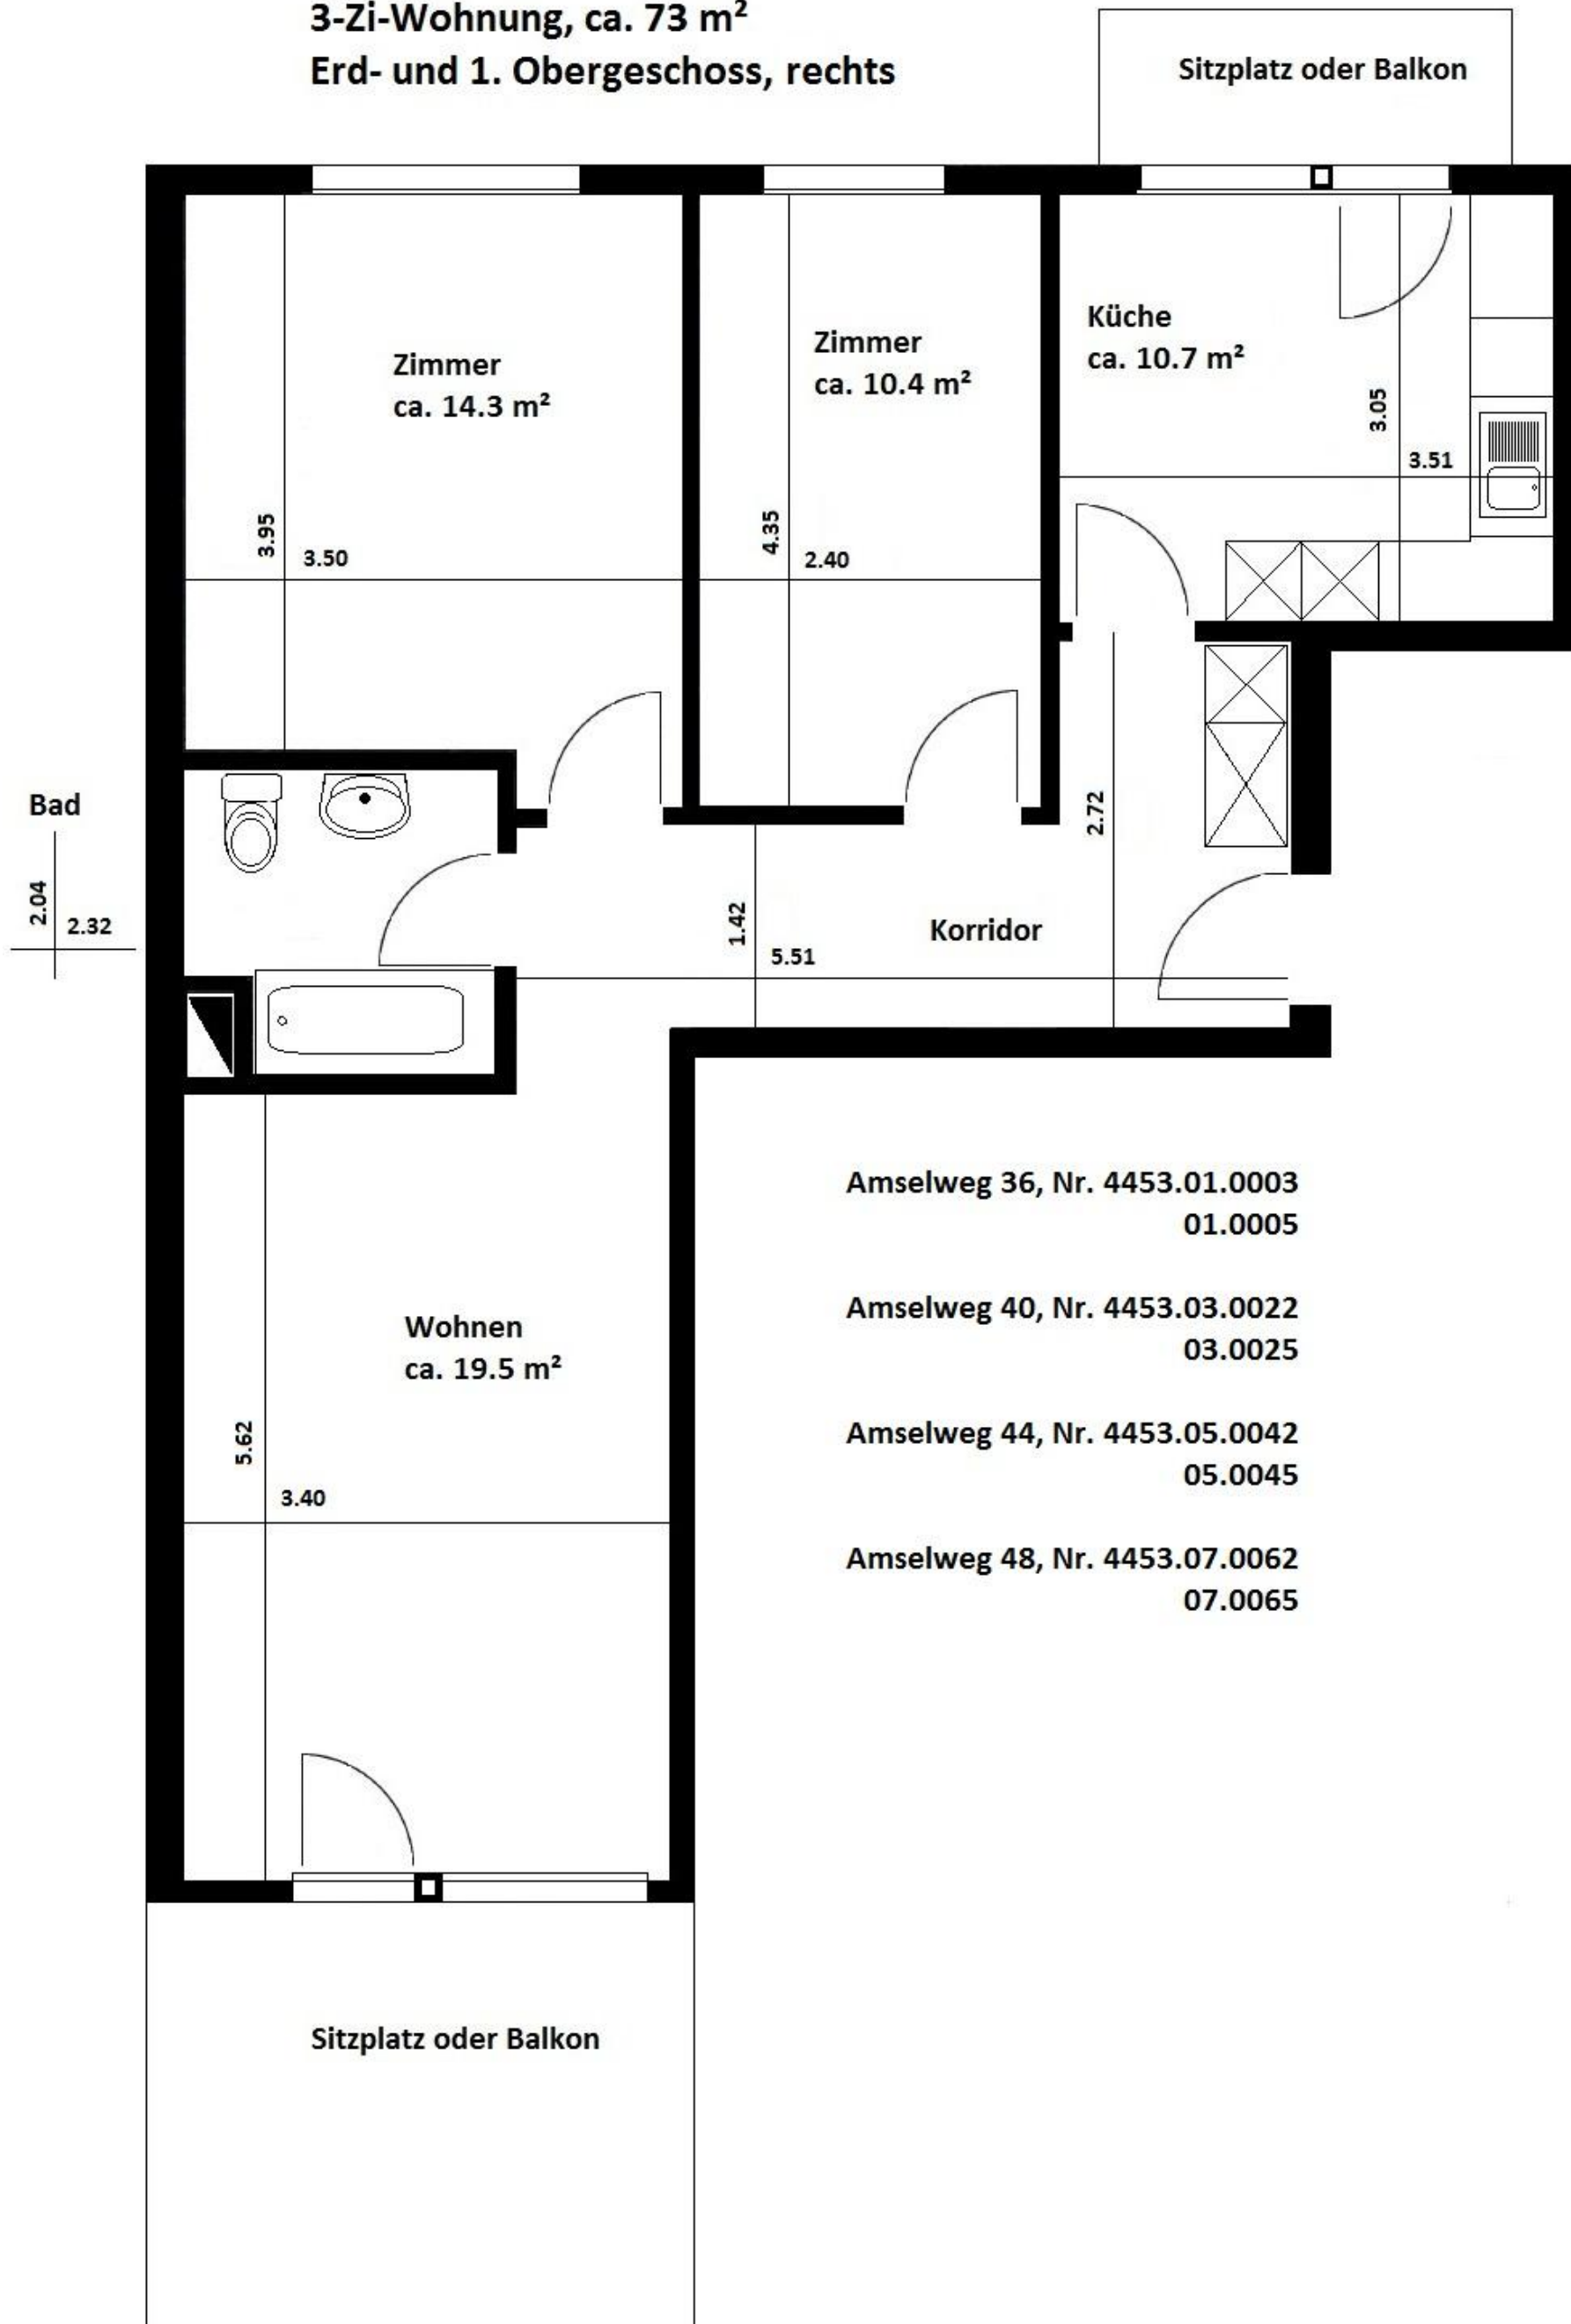 3-Zi-Wohnung, ca. 73 m²
Erd- und 1. Obergeschoss, rechts
Sitzplatz oder Balkon
Zimmer
ca. 14.3 m²
3.95
3.50
Zimmer
ca. 10.4 m²
4.35
2.40
Küche
ca. 10.7 m²
3.05
3.51
Bad
2.04
2.32
2.72
1.42
Korridor
5.51
Wohnen
ca. 19.5 m²
5.62
3.40
Amselweg 36, Nr. 4453.01.0003
01.0005
Amselweg 40, Nr. 4453.03.0022
03.0025
Amselweg 44, Nr. 4453.05.0042
05.0045
Amselweg 48, Nr. 4453.07.0062
07.0065
Sitzplatz oder Balkon